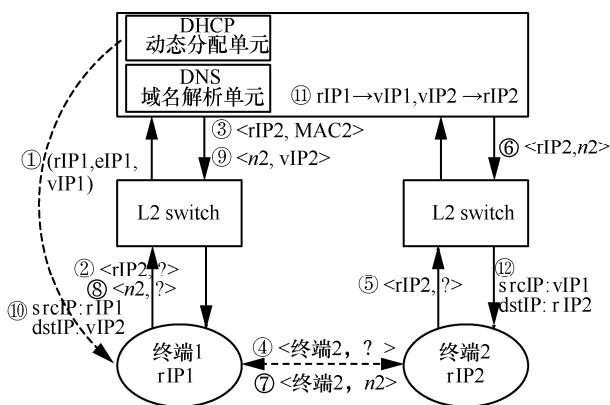 DHCP
动态分配单元
DNS
域名解析单元
⑪ rIP1→vIP1,vIP2→rIP2
① (rIP1,eIP1,
vIP1)
③ <rIP2, MAC2>
⑨ <n2, vIP2>
⑥ <rIP2,n2>
L2 switch
L2 switch
② <rIP2,?>
⑧ <n2,?>
⑤ <rIP2,?>
⑫
srcIP:vIP1
dstIP:rIP2
⑩ srcIP:rIP1
dstIP:vIP2
终端1
rIP1
④ <终端2，?>
⑦ <终端2，n2>
终端2
rIP2